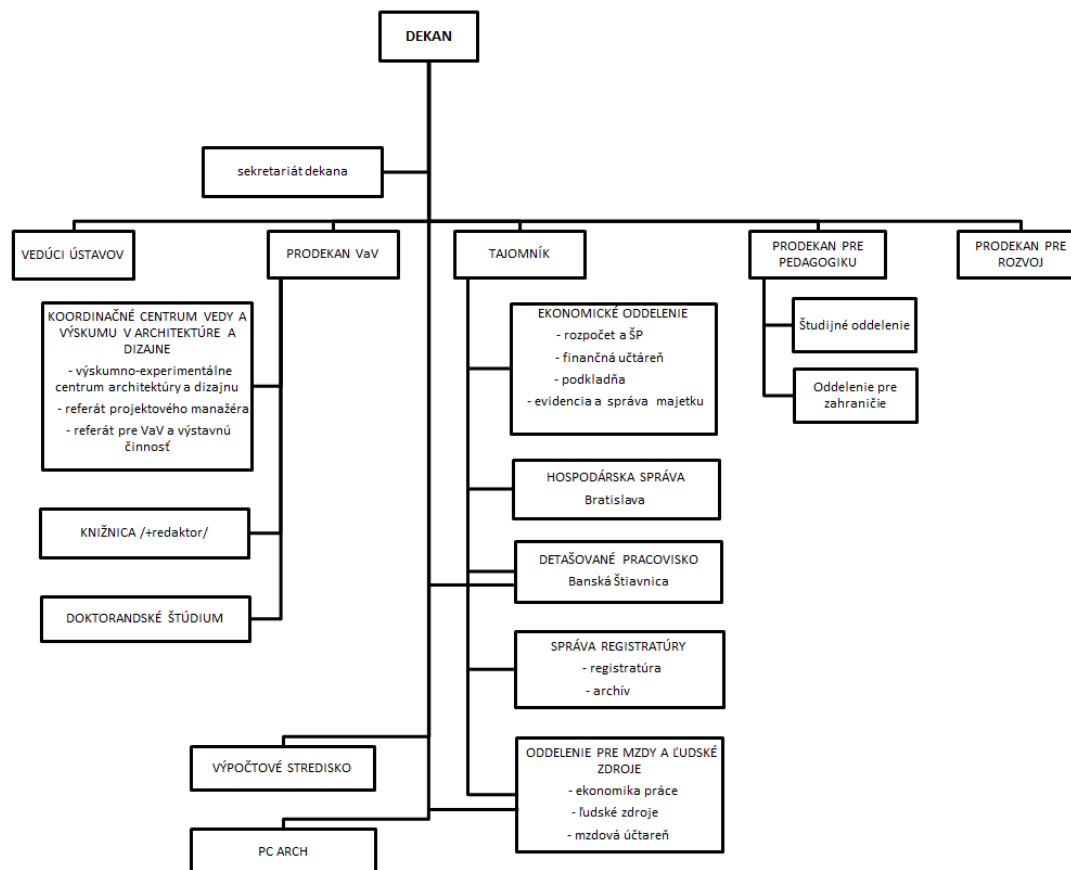 DEKAN
sekretariát dekana
VEDÚCI ÚSTAVOV
PRODEKAN VaV
TAJOMNÍK
PRODEKAN PRE
PEDAGOGIKU
PRODEKAN PRE
ROZVOJ
KOORDINAČNÉ CENTRUM VEDY A
VÝSKUMU V ARCHITEKTÚRE A
DIZAJNE
- výskumno-experimentálne
centrum architektúry a dizajnu
- referát projektového manažéra
- referát pre VaV a výstavnú
činnosť
KNIŽNICA /+redaktor/
DOKTORANDSKÉ ŠTÚDIUM
EKONOMICKÉ ODDELENIE
- rozpočet a ŠP
- finančná učtáreň
- podkladňa
- evidencia a správa majetku
HOSPODÁRSKA SPRÁVA
Bratislava
DETAŠOVANÉ PRACOVISKO
Banská Štiavnica
SPRÁVA REGISTRATÚRY
- registratúra
- archív
ODDELENIE PRE MZDY A ĽUDSKÉ
ZDROJE
- ekonomika práce
- ľudské zdroje
- mzdová účtareň
Študijné oddelenie
Oddelenie pre
zahraničie
VÝPOČTOVÉ STREDISKO
PC ARCH